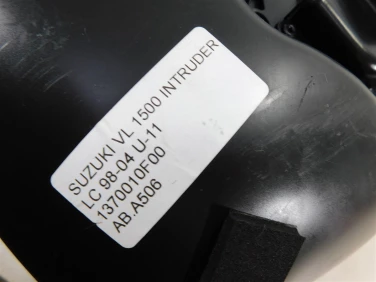 SUZUKI VL 1500 INTRUDER
LC 98-04 U-11
1370010F00
AB.A506